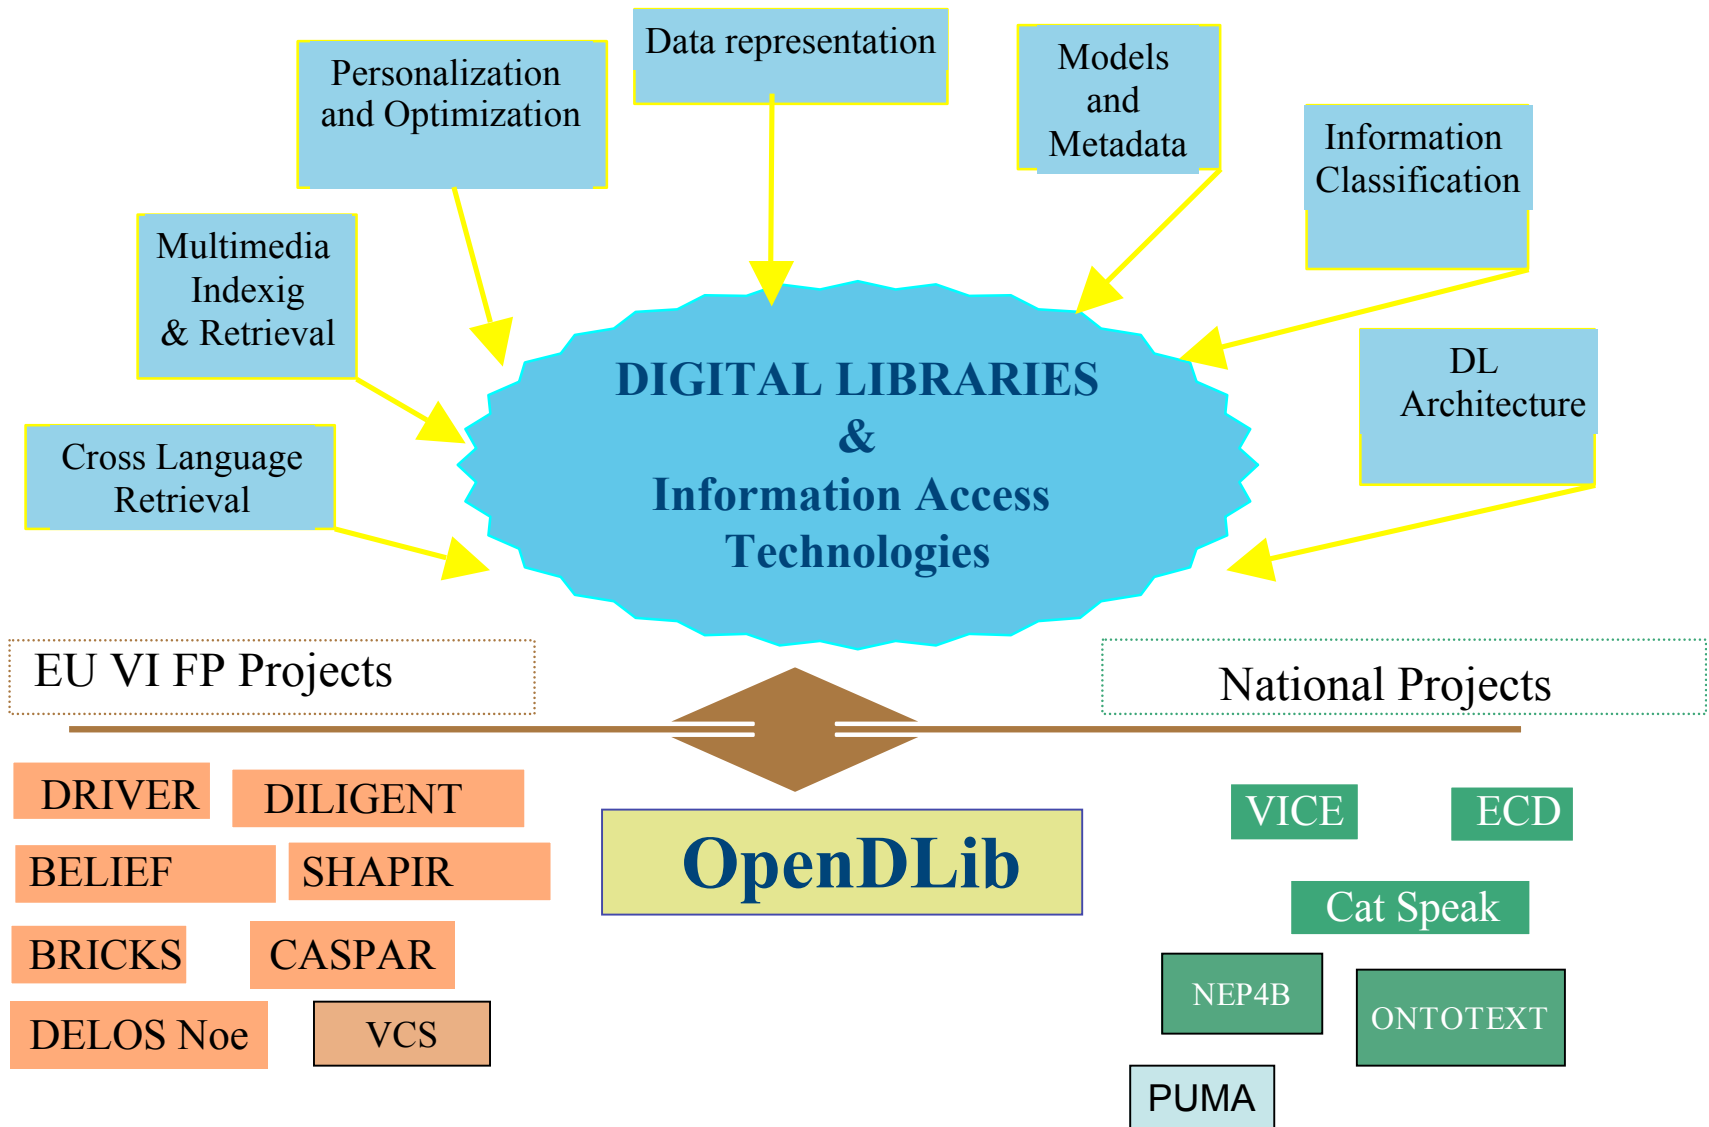 Data representation
Personalization
and Optimization
Models
and
Metadata
Information
Classification
Multimedia
Indexig
& Retrieval
DL
Architecture
Cross Language
Retrieval
DIGITAL LIBRARIES
&
Information Access
Technologies
EU VI FP Projects
National Projects
DRIVER
DILIGENT
BELIEF
SHAPIR
BRICKS
CASPAR
DELOS Noe
VCS
OpenDLib
VICE
ECD
Cat Speak
NEP4B
ONTOTEXT
PUMA